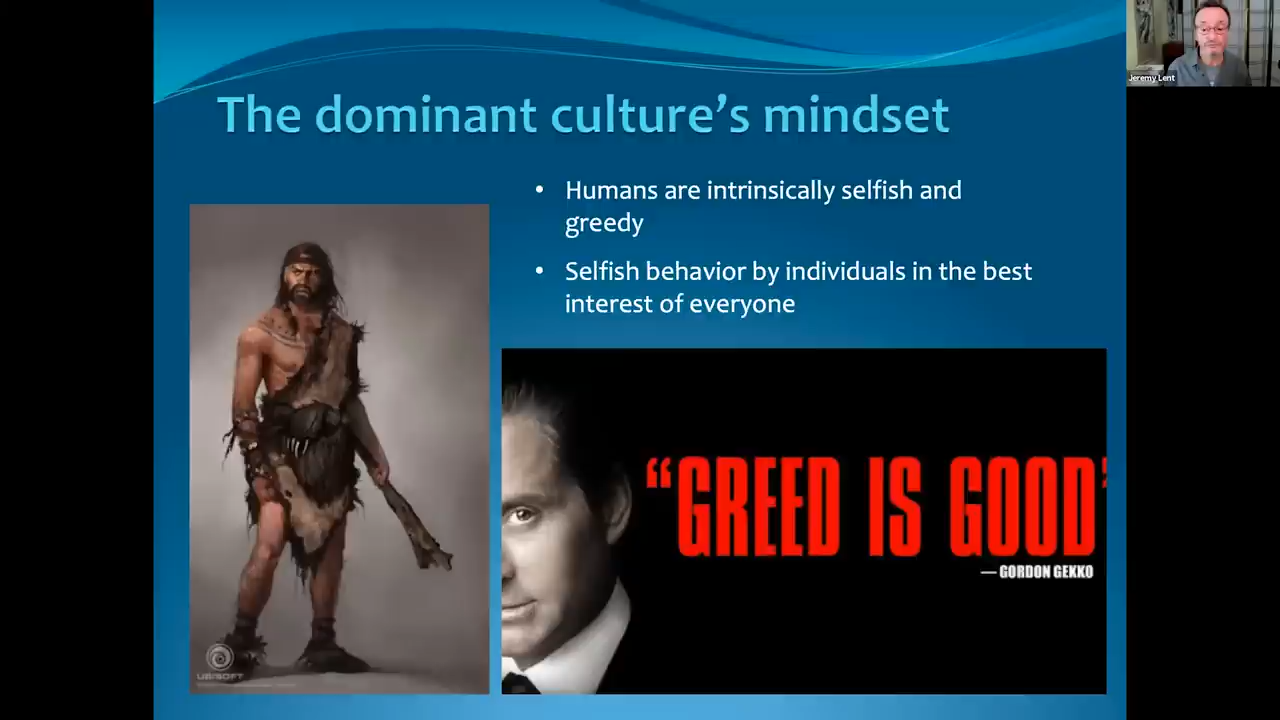 Jeremy Lent
The dominant culture's mindset
• Humans are intrinsically selfish and
greedy
• Selfish behavior by individuals in the best
interest of everyone
"GREED IS GOOD"
— GORDON GEKKO
UBISOFT